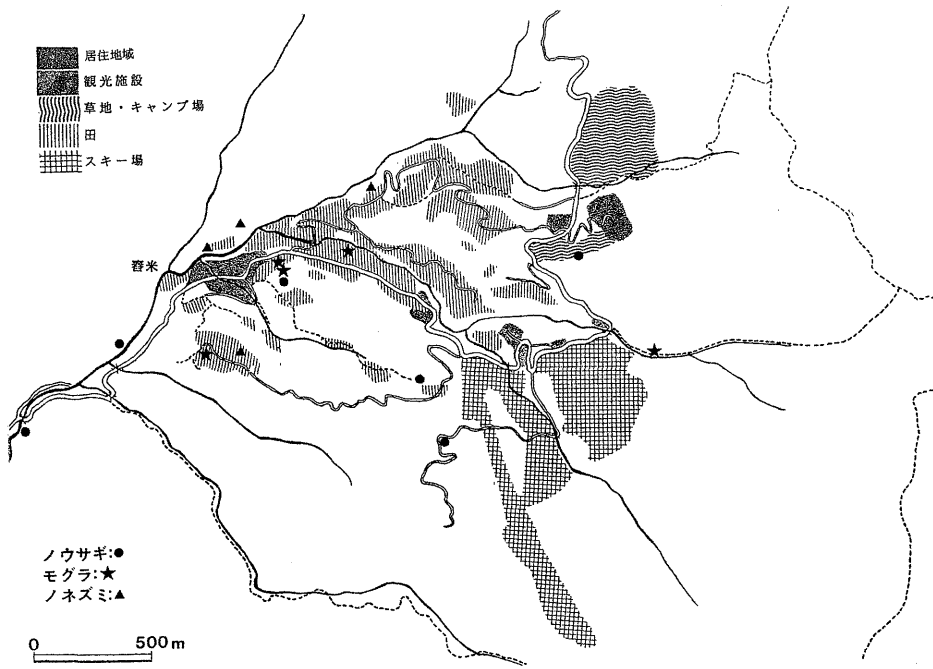 居住地域
観光施設
草地・キャンプ場
田
スキー場
舂米
ノウサギ:●
モグラ:★
ノネズミ:▲
0 500m